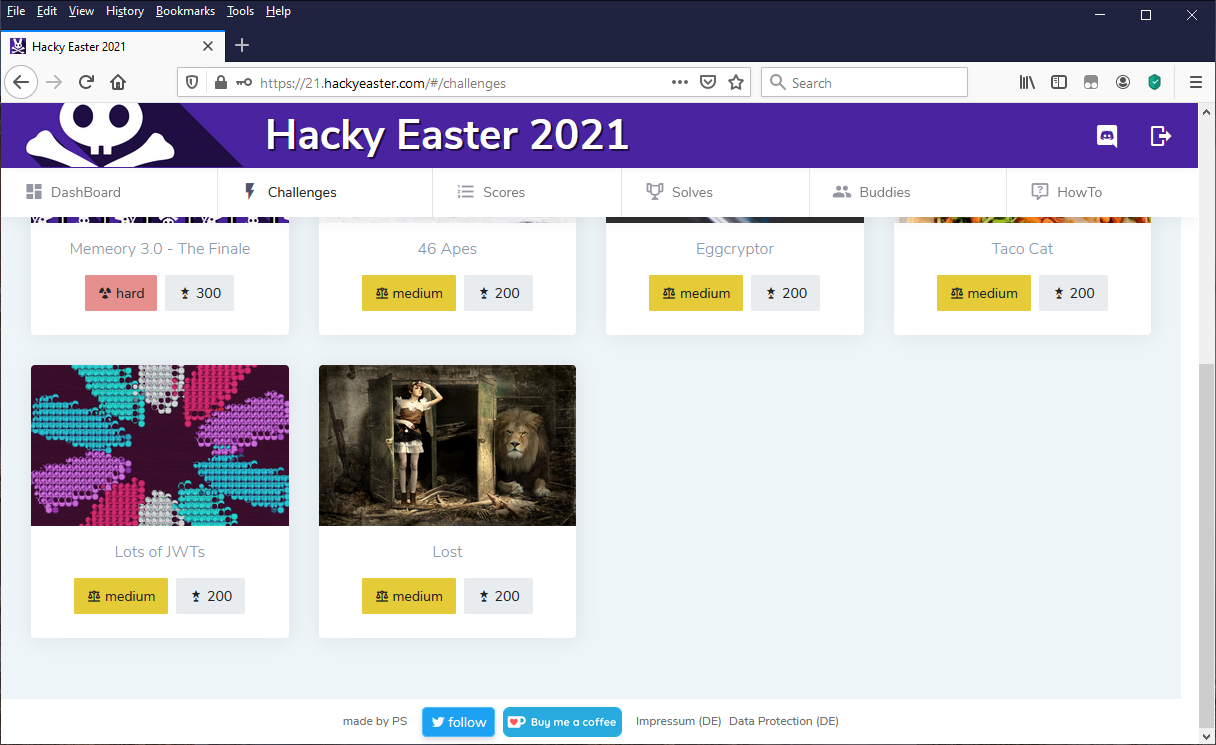 File Edit View History Bookmarks Tools Help
Hacky Easter 2021
https://21.hackyeaster.com/#/challenges
Search
Hacky Easter 2021
DashBoard
Challenges
Scores
Solves
Buddies
HowTo
Memeory 3.0 - The Finale
46 Apes
Eggcryptor
Taco Cat
hard 300
medium 200
medium 200
medium 200
Lots of JWTs
Lost
medium 200
medium 200
made by PS follow Buy me a coffee Impressum (DE) Data Protection (DE)